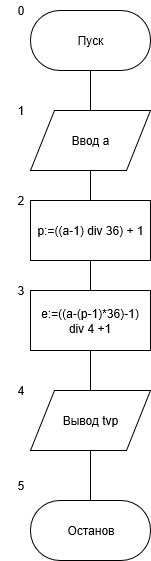 0
Пуск
1
Ввод a
2
p:=((a-1) div 36) + 1
3
e:=((a-(p-1)*36)-1)
div 4 +1
4
Вывод tvp
5
Останов